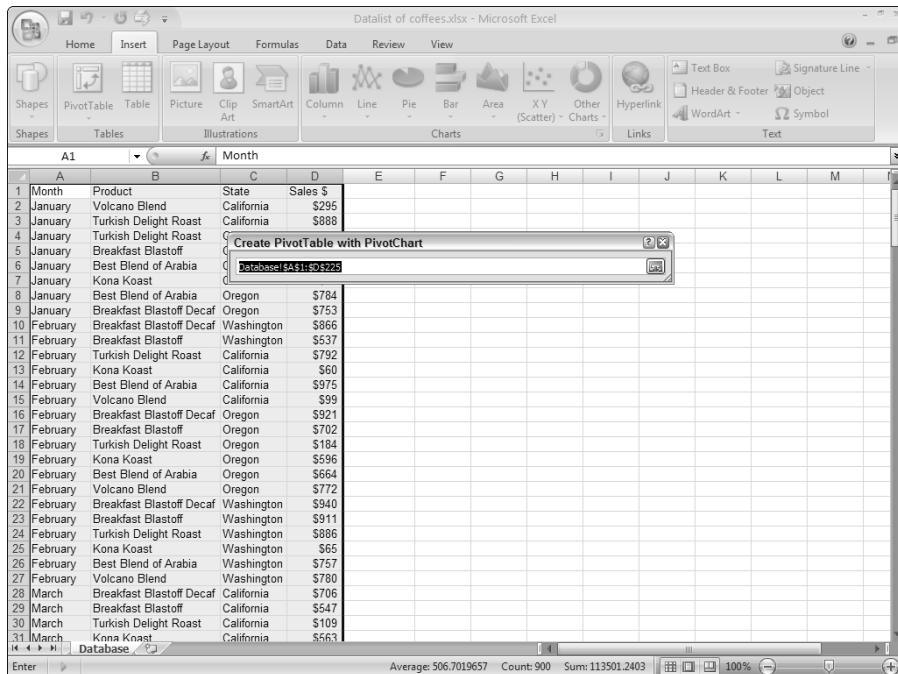 Datalist of coffees.xlsx - Microsoft Excel
Home Insert Page Layout Formulas Data Review View
Shapes PivotTable Table Picture Clip Art SmartArt Column Line Pie Bar Area X Y (Scatter) Other Charts Hyperlink Text Box Header & Footer WordArt Signature Line Object Symbol
Shapes Tables Illustrations Charts Links Text
A1 fx Month
A B C D E F G H I J K L M
1 Month Product State Sales $
2 January Volcano Blend California $295
3 January Turkish Delight Roast California $888
4 January Turkish Delight Roast
5 January Breakfast Blastoff
6 January Best Blend of Arabia
7 January Kona Koast
Create PivotTable with PivotChart
Database!$A$1:$D$225
8 January Best Blend of Arabia Oregon $784
9 January Breakfast Blastoff Decaf Oregon $753
10 February Breakfast Blastoff Decaf Washington $866
11 February Breakfast Blastoff Washington $537
12 February Turkish Delight Roast California $792
13 February Kona Koast California $60
14 February Best Blend of Arabia California $975
15 February Volcano Blend California $99
16 February Breakfast Blastoff Decaf Oregon $921
17 February Breakfast Blastoff Oregon $702
18 February Turkish Delight Roast Oregon $184
19 February Kona Koast Oregon $596
20 February Best Blend of Arabia Oregon $664
21 February Volcano Blend Oregon $772
22 February Breakfast Blastoff Decaf Washington $940
23 February Breakfast Blastoff Washington $911
24 February Turkish Delight Roast Washington $886
25 February Kona Koast Washington $65
26 February Best Blend of Arabia Washington $757
27 February Volcano Blend Washington $780
28 March Breakfast Blastoff Decaf California $706
29 March Breakfast Blastoff California $547
30 March Turkish Delight Roast California $109
31 March Kona Koast California $563
Database
Enter Average: 506.7019657 Count: 900 Sum: 113501.2403 100%